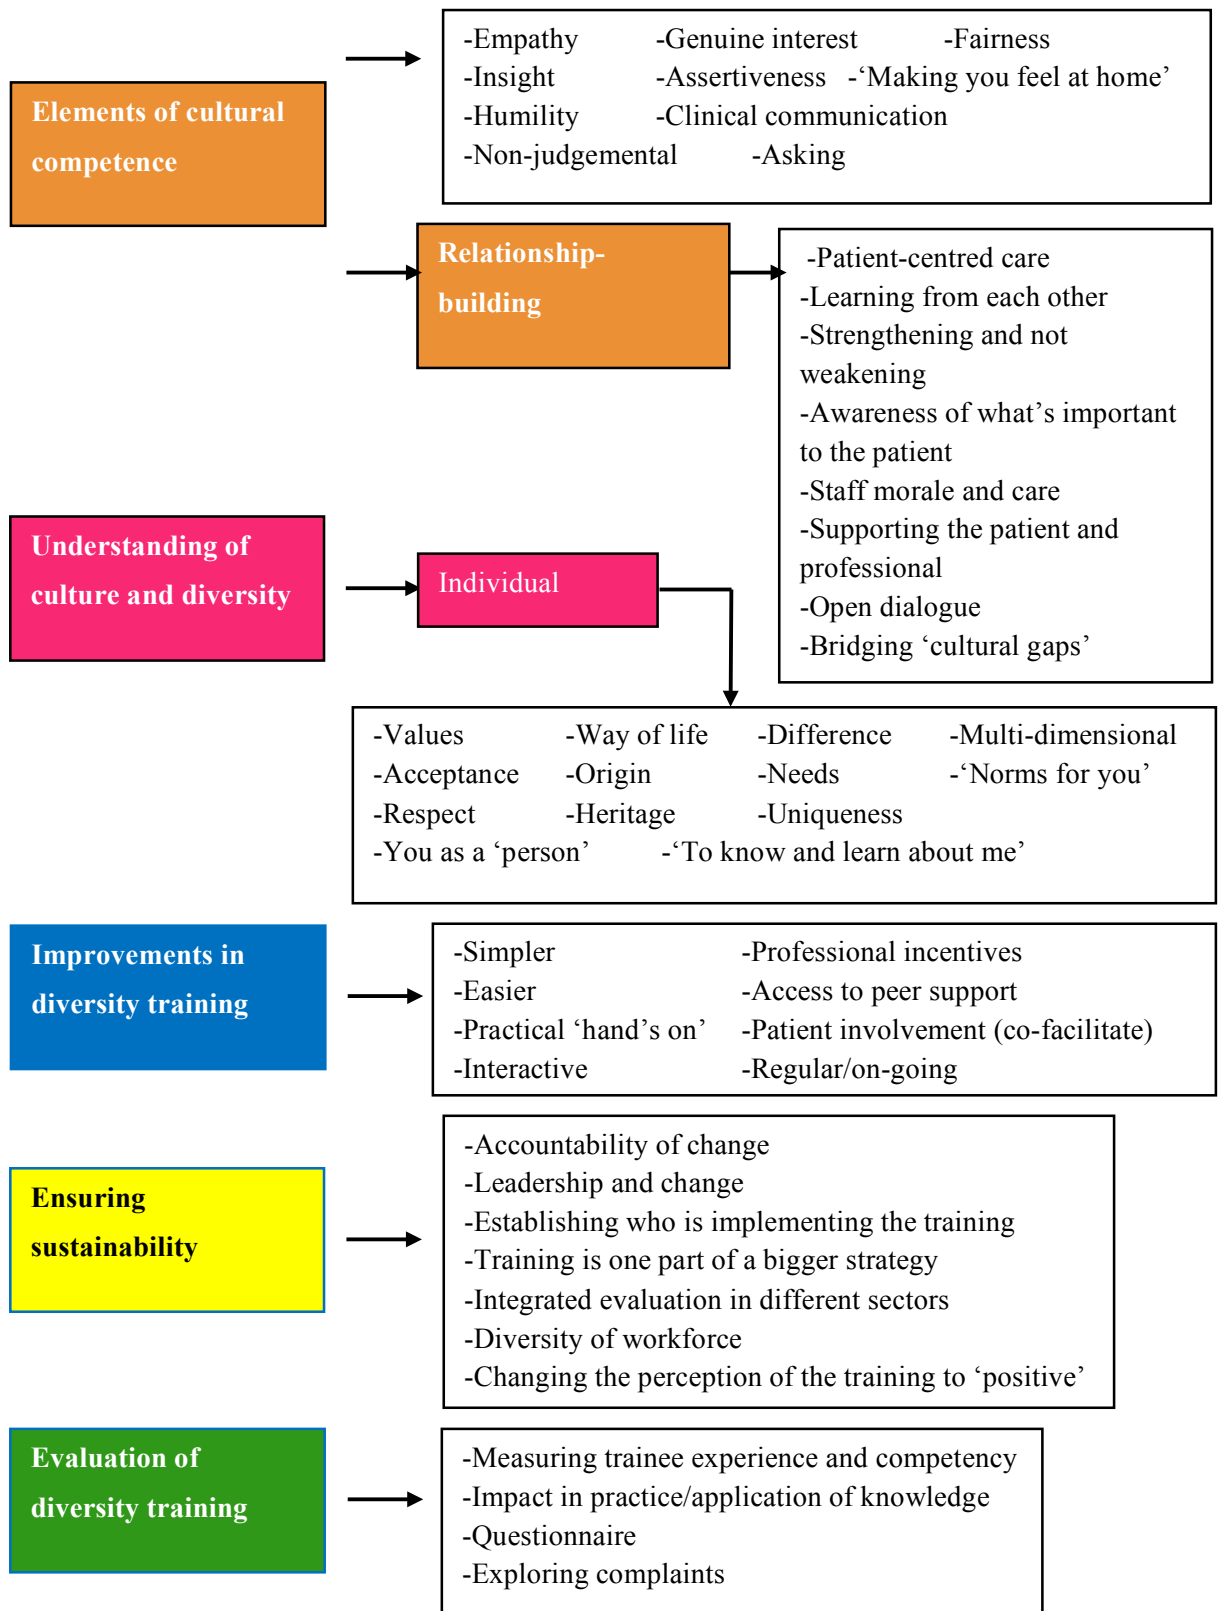 -Empathy -Genuine interest -Fairness
-Insight -Assertiveness -‘Making you feel at home’
-Humility -Clinical communication
-Non-judgemental -Asking
Elements of cultural
competence
Relationship-
building
-Patient-centred care
-Learning from each other
-Strengthening and not
weakening
-Awareness of what’s important
to the patient
-Staff morale and care
-Supporting the patient and
professional
-Open dialogue
-Bridging ‘cultural gaps’
Understanding of
culture and diversity
Individual
-Values -Way of life -Difference -Multi-dimensional
-Acceptance -Origin -Needs -‘Norms for you’
-Respect -Heritage -Uniqueness
-You as a ‘person’ -‘To know and learn about me’
Improvements in
diversity training
-Simpler -Professional incentives
-Easier -Access to peer support
-Practical ‘hand’s on’ -Patient involvement (co-facilitate)
-Interactive -Regular/on-going
Ensuring
sustainability
-Accountability of change
-Leadership and change
-Establishing who is implementing the training
-Training is one part of a bigger strategy
-Integrated evaluation in different sectors
-Diversity of workforce
-Changing the perception of the training to ‘positive’
Evaluation of
diversity training
-Measuring trainee experience and competency
-Impact in practice/application of knowledge
-Questionnaire
-Exploring complaints